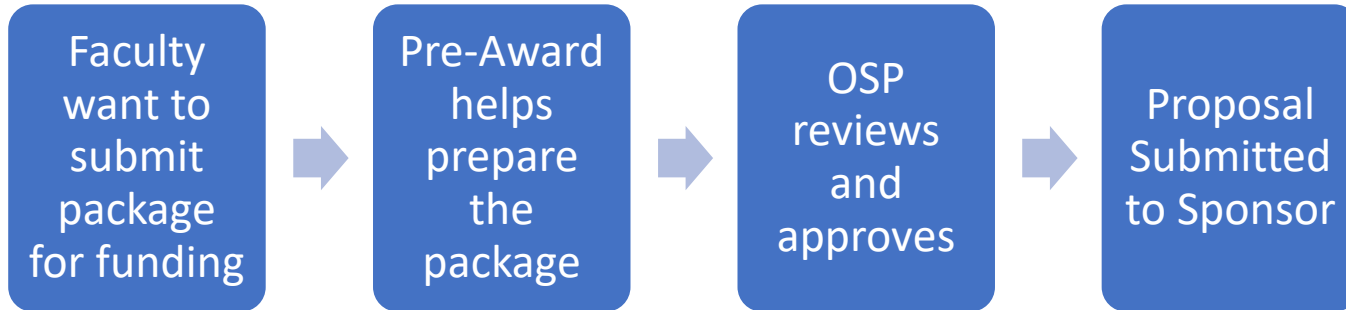 Faculty
want to
submit
package
for funding
Pre-Award
helps
prepare
the
package
OSP
reviews
and
approves
Proposal
Submitted
to Sponsor